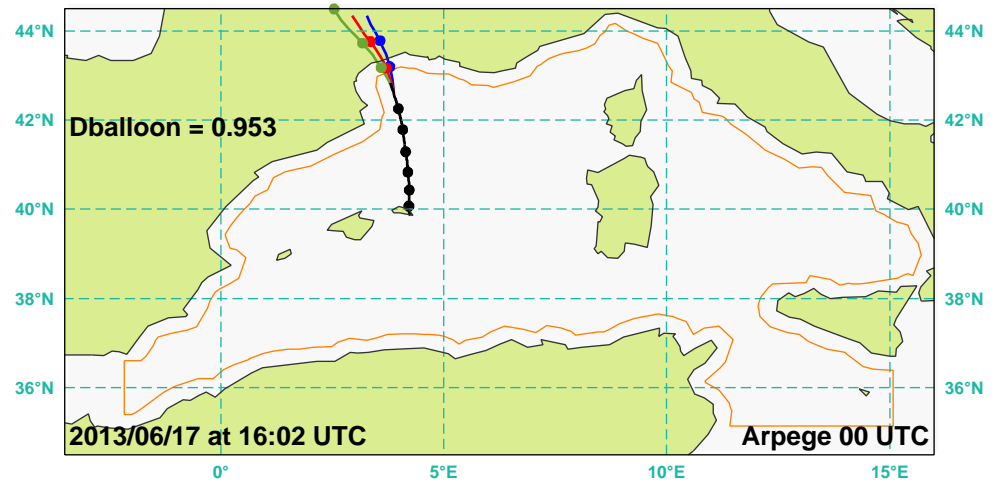 44°N 44°N
42°N 42°N
Dballoon = 0.953
40°N 40°N
38°N 38°N
36°N 36°N
2013/06/17 at 16:02 UTC Arpege 00 UTC
0° 5°E 10°E 15°E